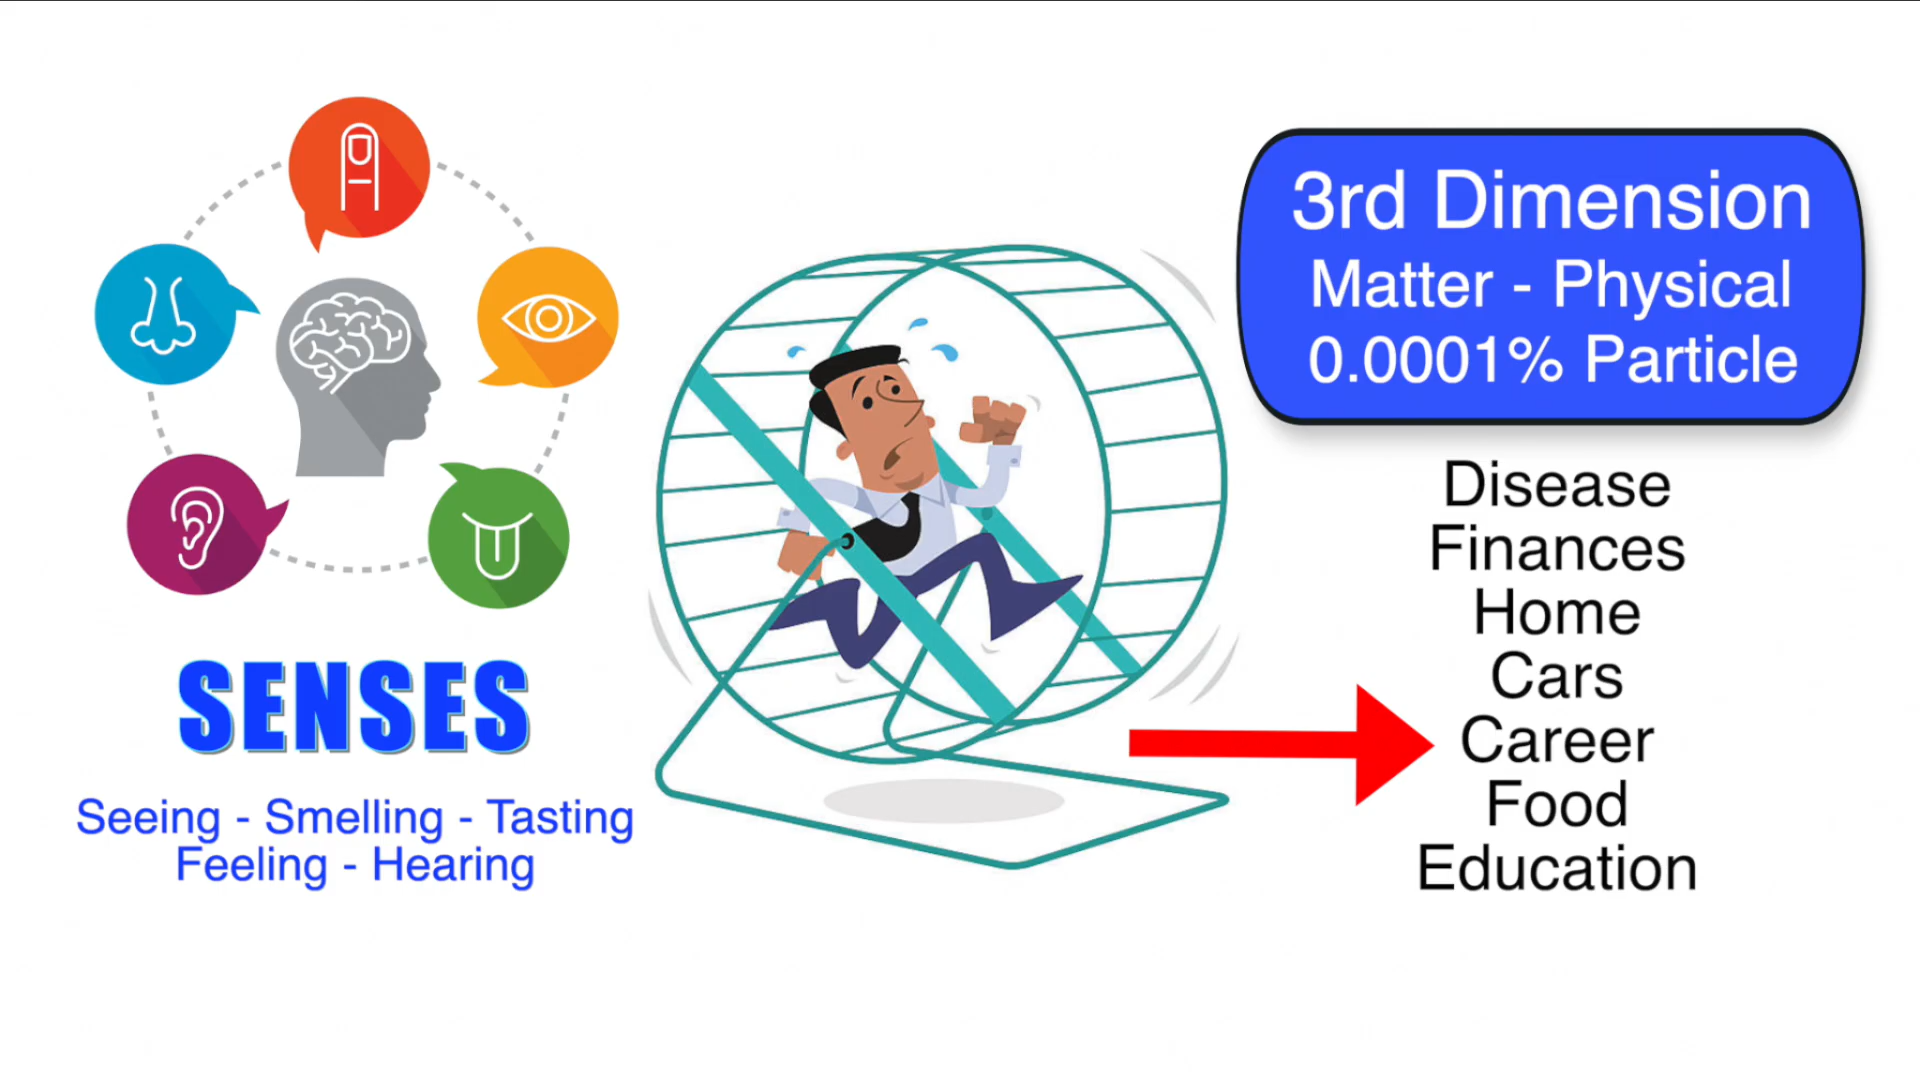 SENSES
Seeing - Smelling - Tasting
Feeling - Hearing
3rd Dimension
Matter - Physical
0.0001% Particle
Disease
Finances
Home
Cars
Career
Food
Education